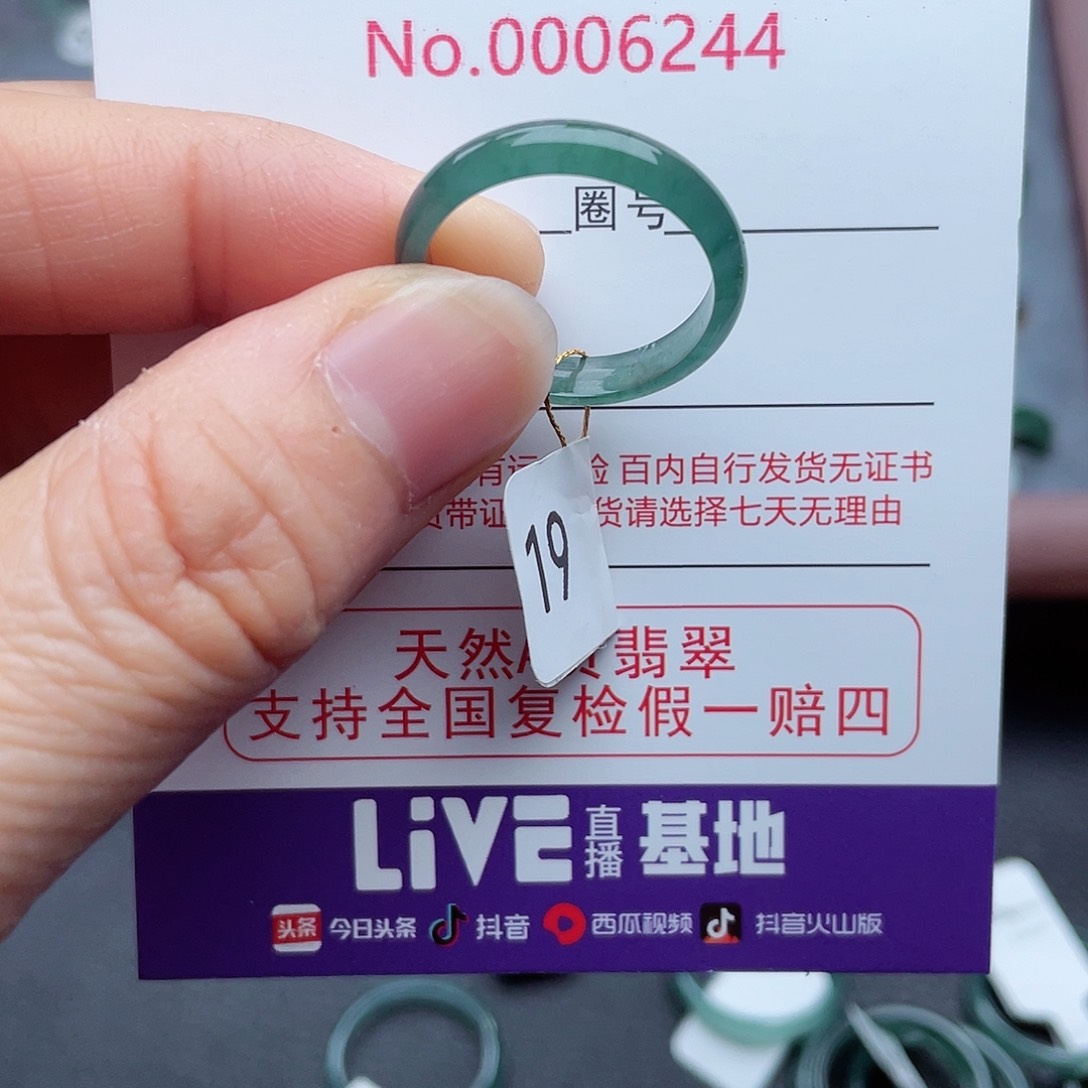 No.0006244
圈号
百内自行发货无证书
货请选择七天无理由
19
天然 翡翠
支持全国复检假一赔四
LiVE 直播 基地
头条 今日头条 抖音 西瓜视频 抖音火山版